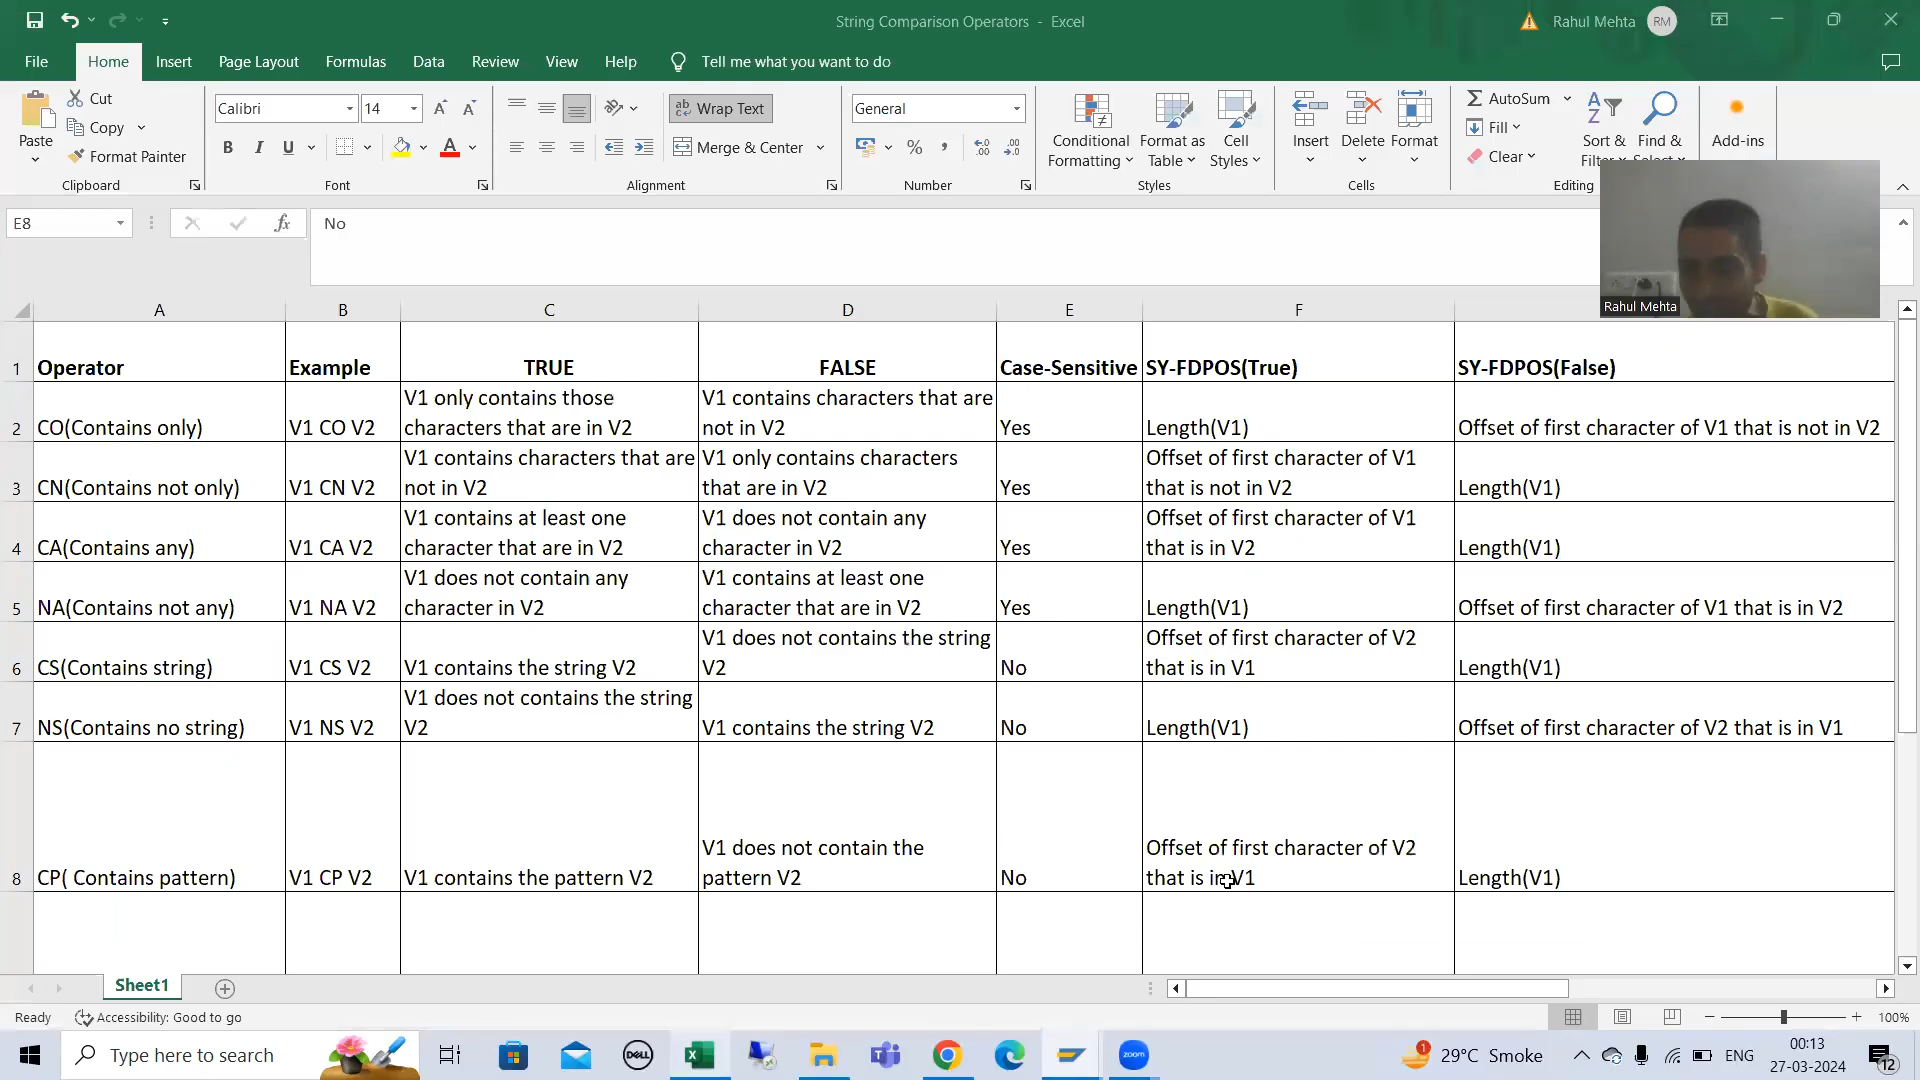 String Comparison Operators - Excel
Rahul Mehta
RM
File
Home
Insert
Page Layout
Formulas
Data
Review
View
Help
Tell me what you want to do
Paste
Cut
Copy
Format Painter
Clipboard
Calibri
14
B
I
U
Font
Wrap Text
Merge & Center
Alignment
General
Number
Conditional
Formatting
Format as
Table
Cell
Styles
Styles
Insert
Delete
Format
Cells
AutoSum
Fill
Clear
Sort &
Filter
Find &
Select
Editing
Add-ins
E8
fx
No
Rahul Mehta
A B C D E F
1 Operator Example TRUE FALSE Case-Sensitive SY-FDPOS(True) SY-FDPOS(False)
V1 only contains those V1 contains characters that are
2 CO(Contains only) V1 CO V2 characters that are in V2 not in V2 Yes Length(V1) Offset of first character of V1 that is not in V2
V1 contains characters that are V1 only contains characters Offset of first character of V1
3 CN(Contains not only) V1 CN V2 not in V2 that are in V2 Yes that is not in V2 Length(V1)
V1 contains at least one V1 does not contain any Offset of first character of V1
4 CA(Contains any) V1 CA V2 character that are in V2 character in V2 Yes that is in V2 Length(V1)
V1 does not contain any V1 contains at least one
5 NA(Contains not any) V1 NA V2 character in V2 character that are in V2 Yes Length(V1) Offset of first character of V1 that is in V2
V1 does not contains the string Offset of first character of V2
6 CS(Contains string) V1 CS V2 V1 contains the string V2 V2 No that is in V1 Length(V1)
V1 does not contains the string
7 NS(Contains no string) V1 NS V2 V2 V1 contains the string V2 No Length(V1) Offset of first character of V2 that is in V1
V1 does not contain the Offset of first character of V2
8 CP( Contains pattern) V1 CP V2 V1 contains the pattern V2 pattern V2 No that is in V1 Length(V1)
Sheet1
Ready
Accessibility: Good to go
100%
Type here to search
DELL
zoom
1
29°C Smoke
ENG
00:13
27-03-2024
12